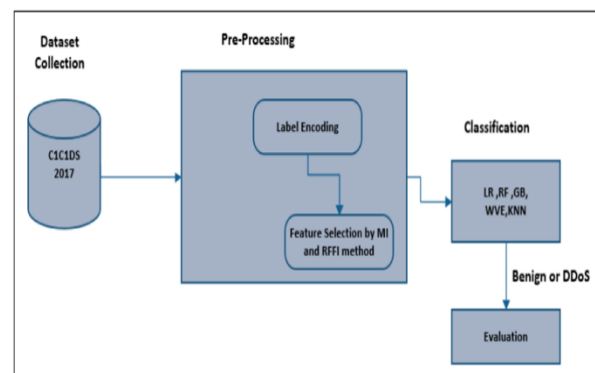 Dataset
Collection
C1C1DS
2017
Pre-Processing
Label Encoding
Feature Selection by MI
and RFFI method
Classification
LR ,RF ,GB,
WVE,KNN
Benign or DDoS
Evaluation